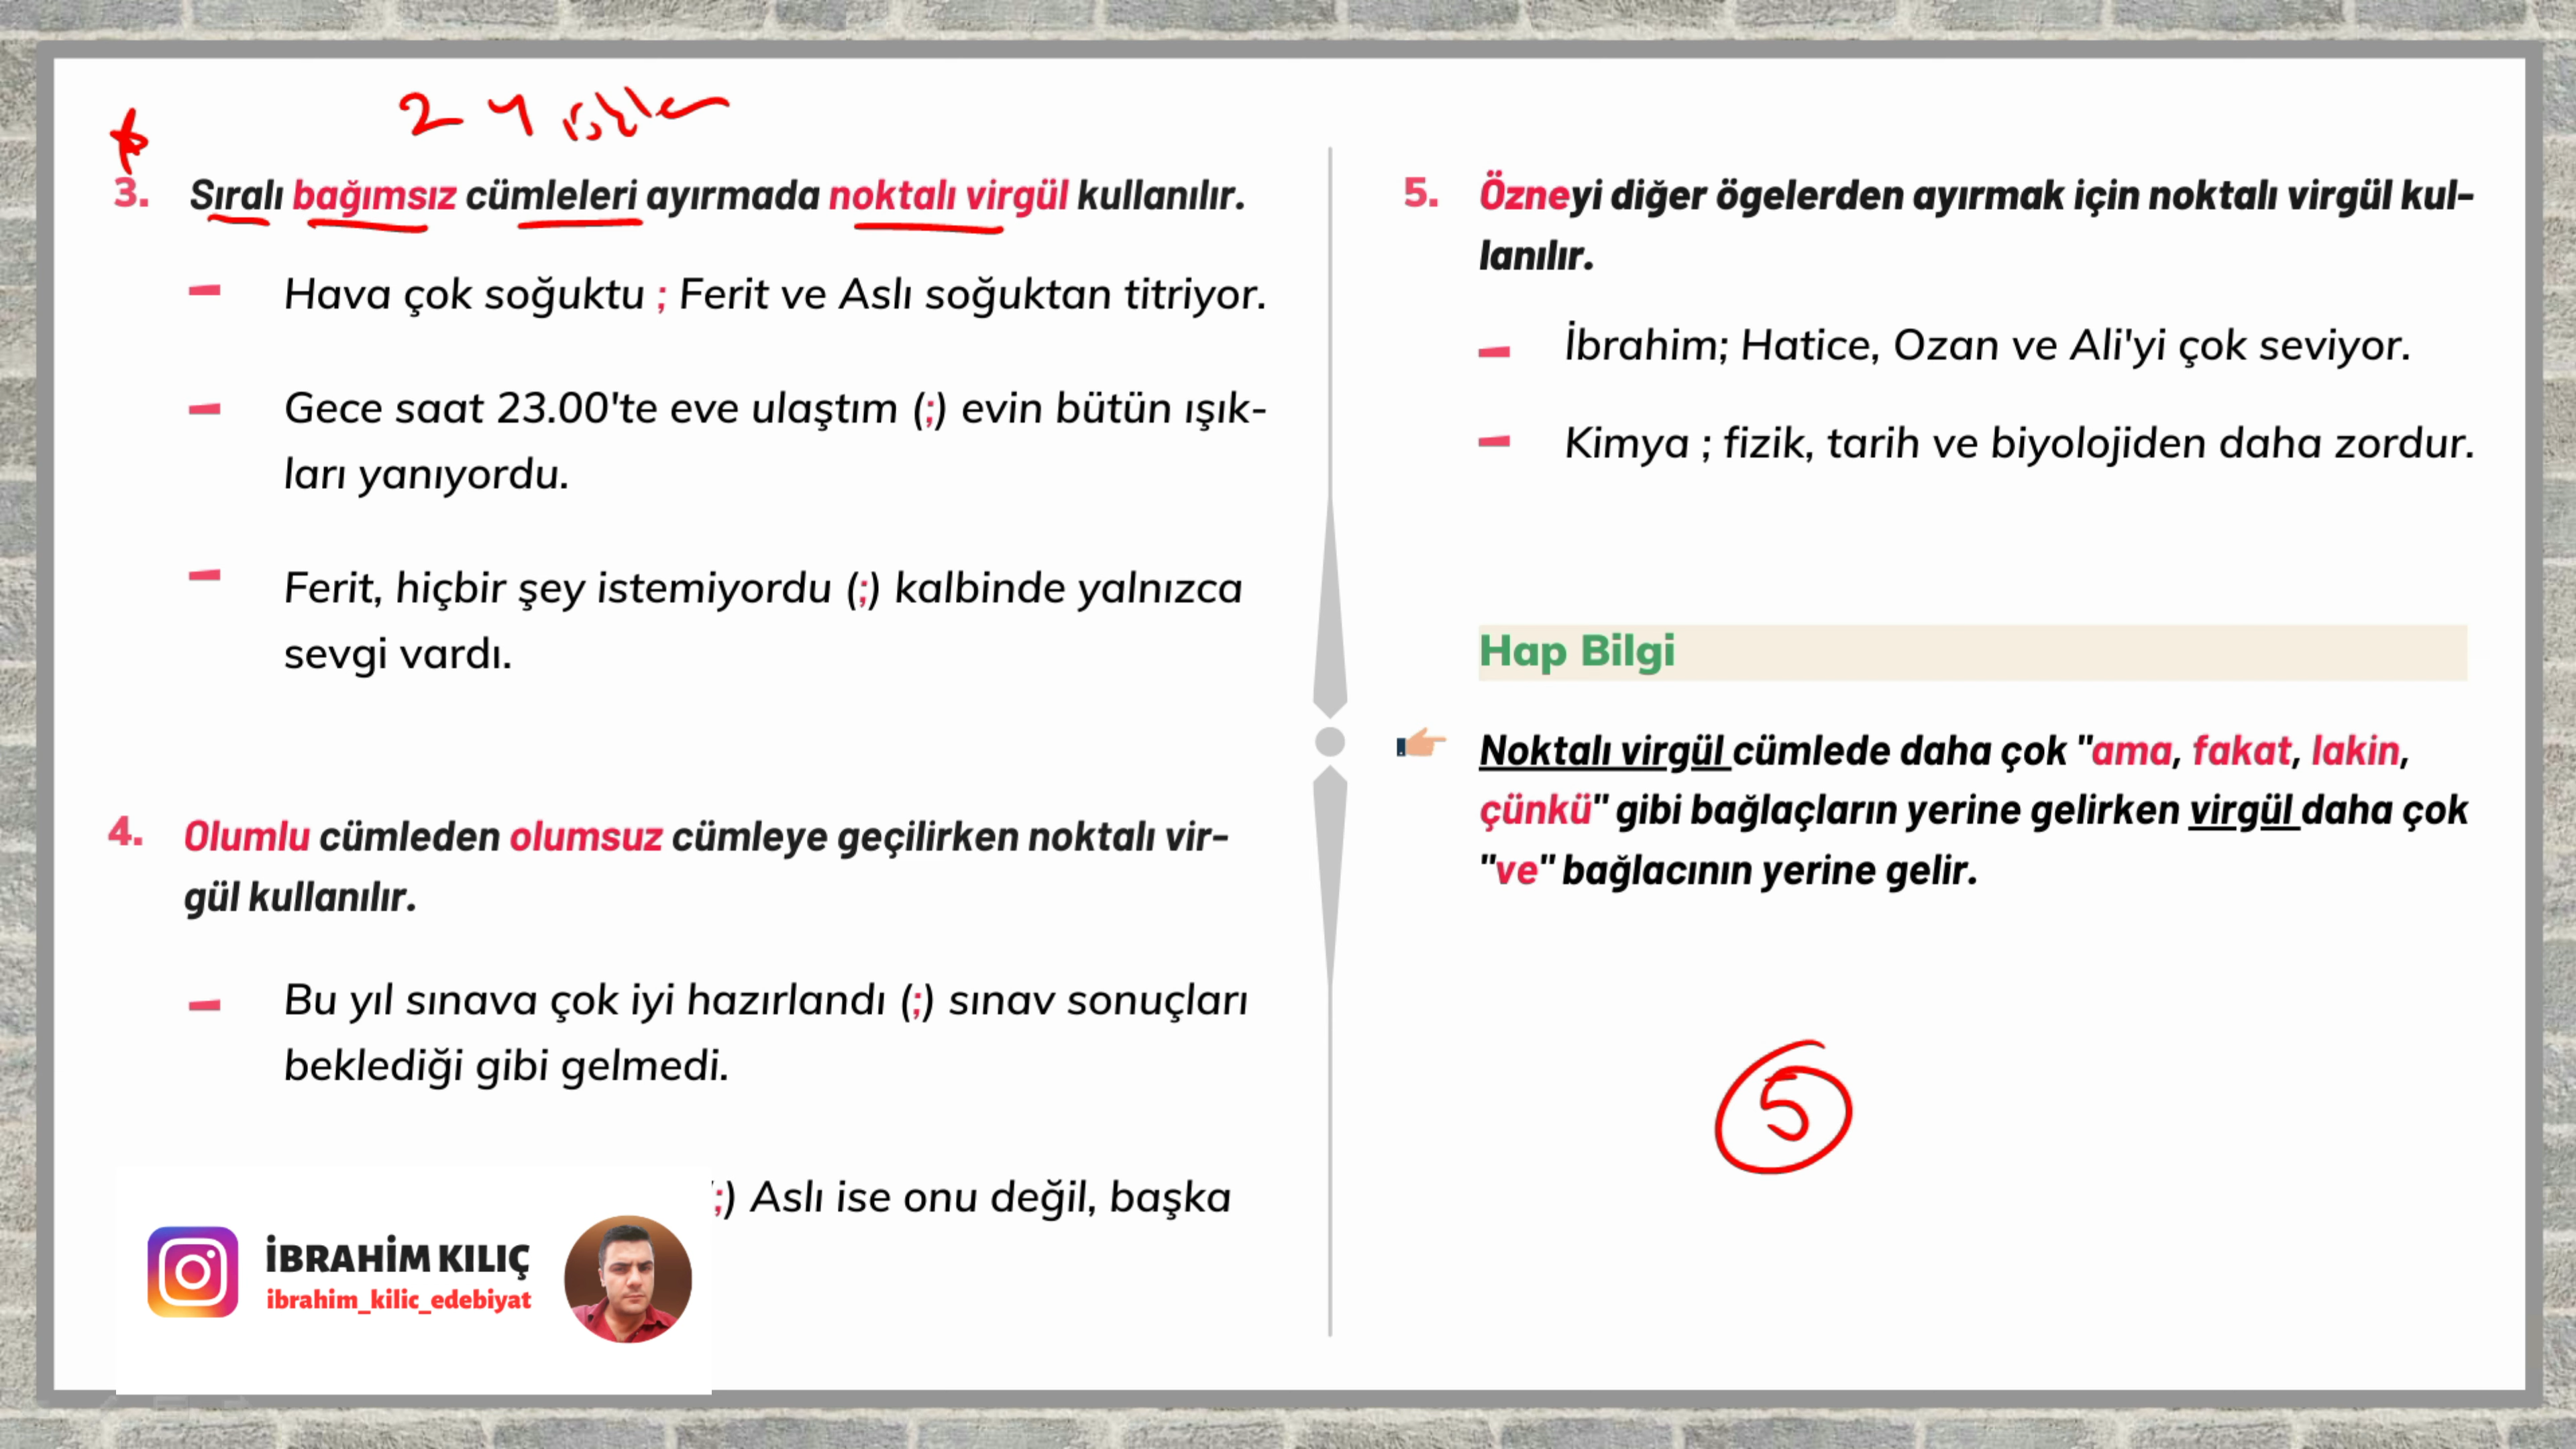 2 Y
3. Sıralı bağımsız cümleleri ayırmada noktalı virgül kullanılır.
- Hava çok soğuktu ; Ferit ve Aslı soğuktan titriyor.
- Gece saat 23.00'te eve ulaştım (;) evin bütün ışık-
ları yanıyordu.
- Ferit, hiçbir şey istemiyordu (;) kalbinde yalnızca
sevgi vardı.
4. Olumlu cümleden olumsuz cümleye geçilirken noktalı vir-
gül kullanılır.
- Bu yıl sınava çok iyi hazırlandı (;) sınav sonuçları
beklediği gibi gelmedi.
;) Aslı ise onu değil, başka
İBRAHİM KILIÇ
ibrahim_kilic_edebiyat
5. Özneyi diğer ögelerden ayırmak için noktalı virgül kul-
lanılır.
- İbrahim; Hatice, Ozan ve Ali'yi çok seviyor.
- Kimya ; fizik, tarih ve biyolojiden daha zordur.
Hap Bilgi
Noktalı virgül cümlede daha çok "ama, fakat, lakin,
çünkü" gibi bağlaçların yerine gelirken virgül daha çok
"ve" bağlacının yerine gelir.
5